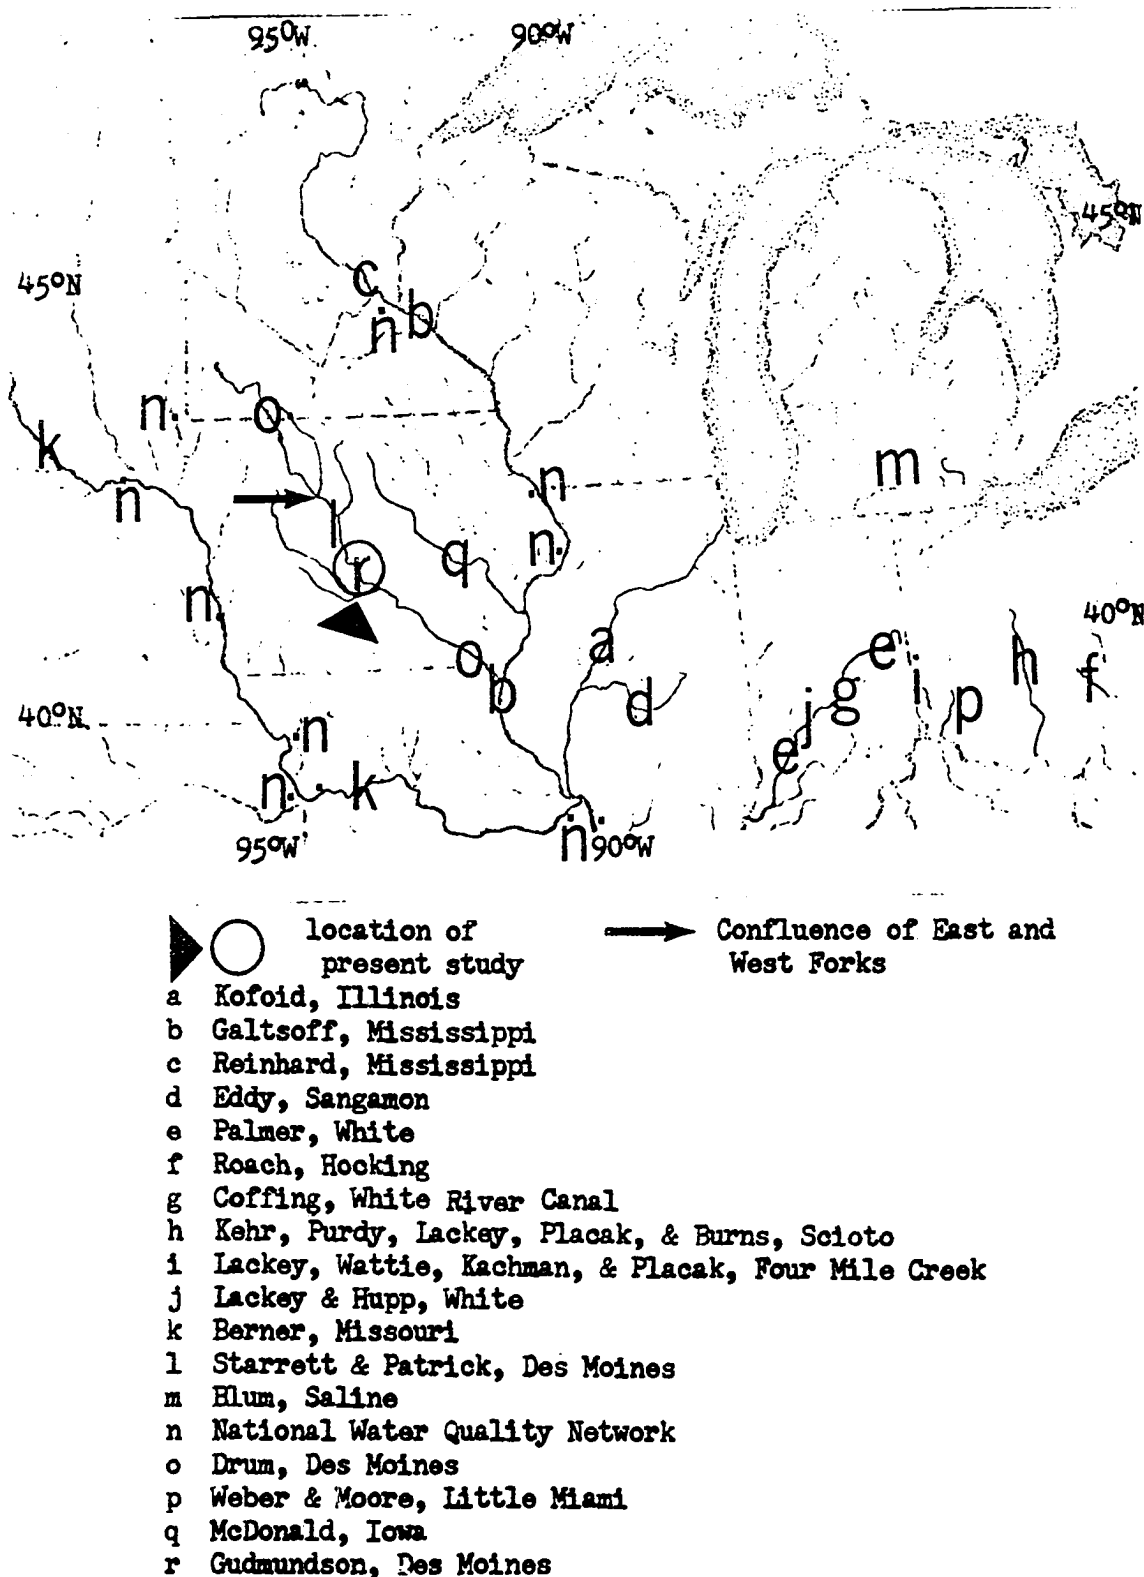 95°W
90°W
45°N
45°N
c
n
b
n
o
k
n
n
m
l
r
q
n
n
40°N
a
e
i
h
f
o
b
d
g
p
j
40°N
n
e
n
k
95°W
n
90°W
location of
present study
Confluence of East and
West Forks
a Kofoid, Illinois
b Galtsoff, Mississippi
c Reinhard, Mississippi
d Eddy, Sangamon
e Palmer, White
f Roach, Hocking
g Coffing, White River Canal
h Kehr, Purdy, Lackey, Placak, & Burns, Scioto
i Lackey, Wattie, Kachman, & Placak, Four Mile Creek
j Lackey & Hupp, White
k Berner, Missouri
l Starrett & Patrick, Des Moines
m Blum, Saline
n National Water Quality Network
o Drum, Des Moines
p Weber & Moore, Little Miami
q McDonald, Iowa
r Gudmundson, Des Moines